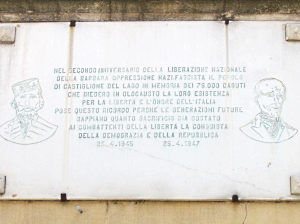 NEL SECONDO ANNIVERSARIO DELLA LIBERAZIONE NAZIONALE
DELLA BARBARA OPPRESSIONE NAZIFASCISTA IL POPOLO
DI CASTIGLIONE DEL LAGO IN MEMORIA DEI 76.000 CADUTI
CHE DIEDERO IN OLOCAUSTO LA LORO ESISTENZA
PER LA LIBERTÀ E L'ONORE DELL'ITALIA
POSE QUESTO RICORDO PERCHÈ LE GENERAZIONI FUTURE
SAPPIANO QUANTO SACRIFICIO SIA COSTATO
AI COMBATTENTI DELLA LIBERTÀ LA CONQUISTA
DELLA DEMOCRAZIA E DELLA REPUBBLICA
25.4.1945 25.4.1947